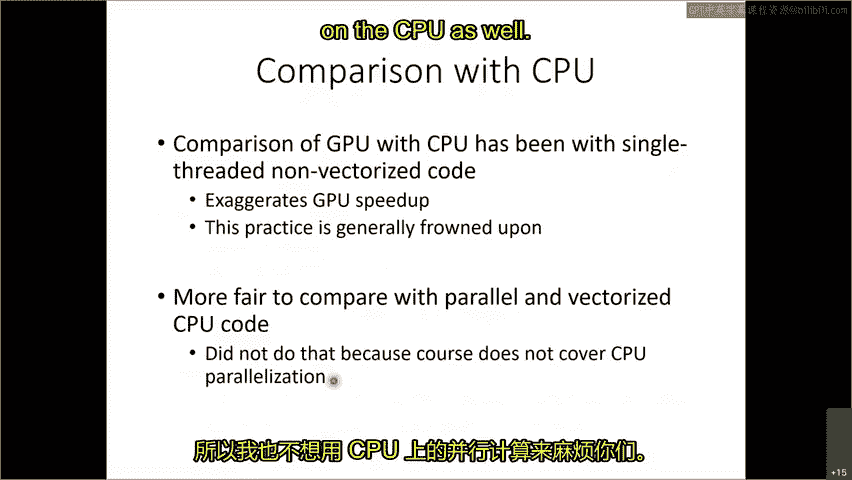 on the CPU as well.
Comparison with CPU
• Comparison of GPU with CPU has been with single-
threaded non-vectorized code
• Exaggerates GPU speedup
• This practice is generally frowned upon
• More fair to compare with parallel and vectorized
CPU code
• Did not do that because course does not cover CPU
parallelization
所以我也不想用 CPU 上的并行计算来麻烦你们。
+15